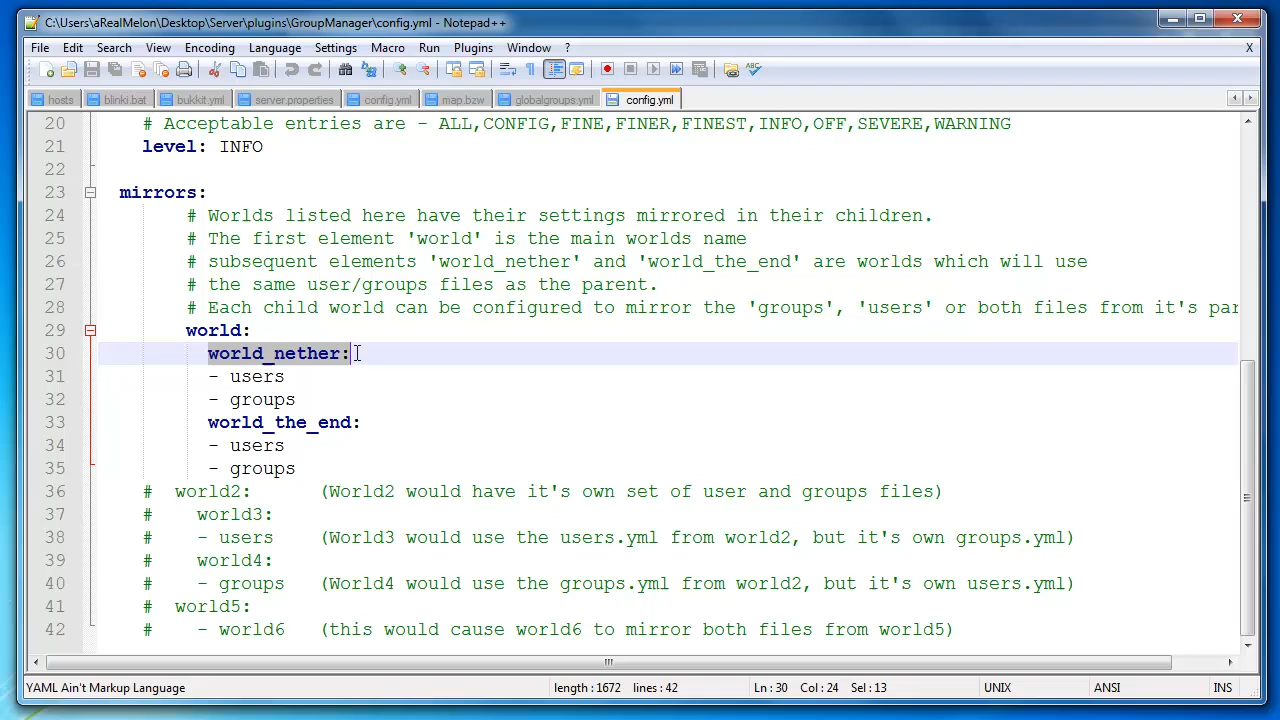 C:\Users\aRealMelon\Desktop\Server\plugins\GroupManager\config.yml - Notepad++
File Edit Search View Encoding Language Settings Macro Run Plugins Window ? X
hosts blinki.bat bukkit.yml server.properties config.yml map.bzw globalgroups.yml config.yml
20 # Acceptable entries are - ALL,CONFIG,FINE,FINER,FINEST,INFO,OFF,SEVERE,WARNING
21 level: INFO
22
23 mirrors:
24 # Worlds listed here have their settings mirrored in their children.
25 # The first element 'world' is the main worlds name
26 # subsequent elements 'world_nether' and 'world_the_end' are worlds which will use
27 # the same user/groups files as the parent.
28 # Each child world can be configured to mirror the 'groups', 'users' or both files from it's par
29 world:
30 world_nether:
31 - users
32 - groups
33 world_the_end:
34 - users
35 - groups
36 # world2: (World2 would have it's own set of user and groups files)
37 # world3:
38 # - users (World3 would use the users.yml from world2, but it's own groups.yml)
39 # world4:
40 # - groups (World4 would use the groups.yml from world2, but it's own users.yml)
41 # world5:
42 # - world6 (this would cause world6 to mirror both files from world5)
YAML Ain't Markup Language length : 1672 lines : 42 Ln : 30 Col : 24 Sel : 13 UNIX ANSI INS